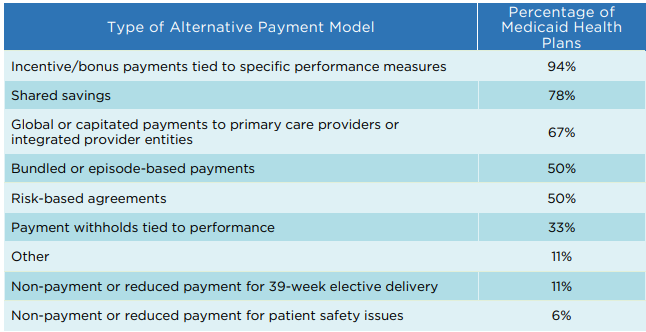 Type of Alternative Payment Model
Percentage of
Medicaid Health
Plans
Incentive/bonus payments tied to specific performance measures
94%
Shared savings
78%
Global or capitated payments to primary care providers or
integrated provider entities
67%
Bundled or episode-based payments
50%
Risk-based agreements
50%
Payment withholds tied to performance
33%
Other
11%
Non-payment or reduced payment for 39-week elective delivery
11%
Non-payment or reduced payment for patient safety issues
6%